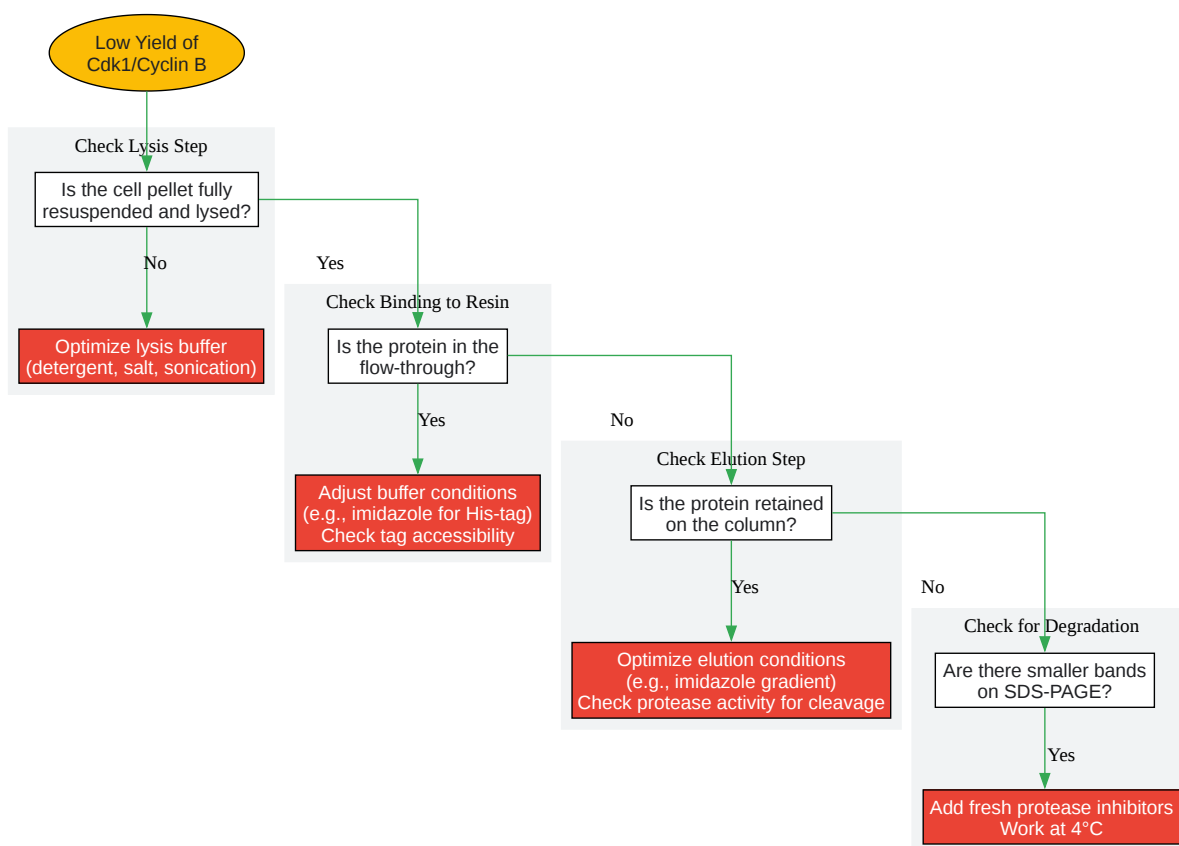 Low Yield of
Cdk1/Cyclin B
Check Lysis Step
Is the cell pellet fully
resuspended and lysed?
No
Yes
Optimize lysis buffer
(detergent, salt, sonication)
Check Binding to Resin
Is the protein in the
flow-through?
Yes
No
Adjust buffer conditions
(e.g., imidazole for His-tag)
Check tag accessibility
Check Elution Step
Is the protein retained
on the column?
Yes
No
Optimize elution conditions
(e.g., imidazole gradient)
Check protease activity for cleavage
Check for Degradation
Are there smaller bands
on SDS-PAGE?
Yes
Add fresh protease inhibitors
Work at 4°C